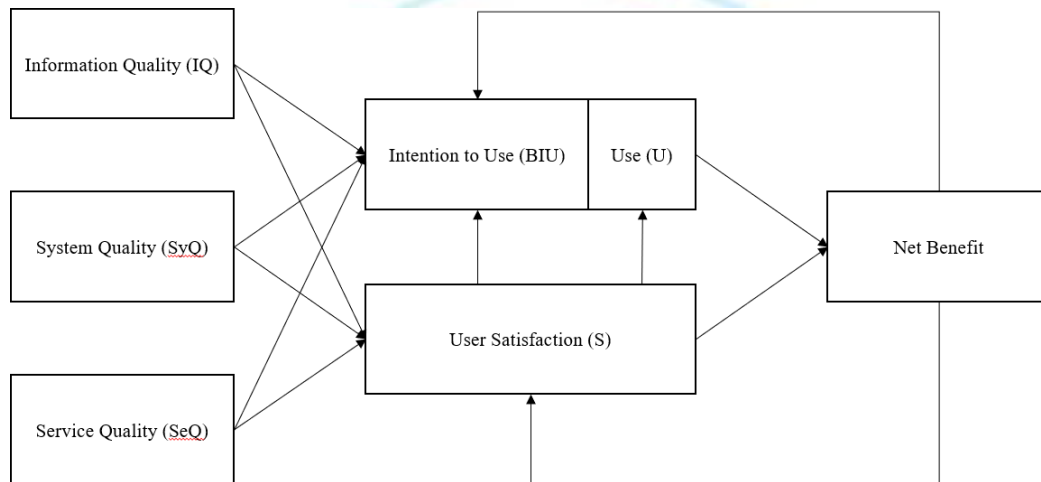 Information Quality (IQ)
Intention to Use (BIU)
Use (U)
System Quality (SyQ)
Net Benefit
User Satisfaction (S)
Service Quality (SeQ)